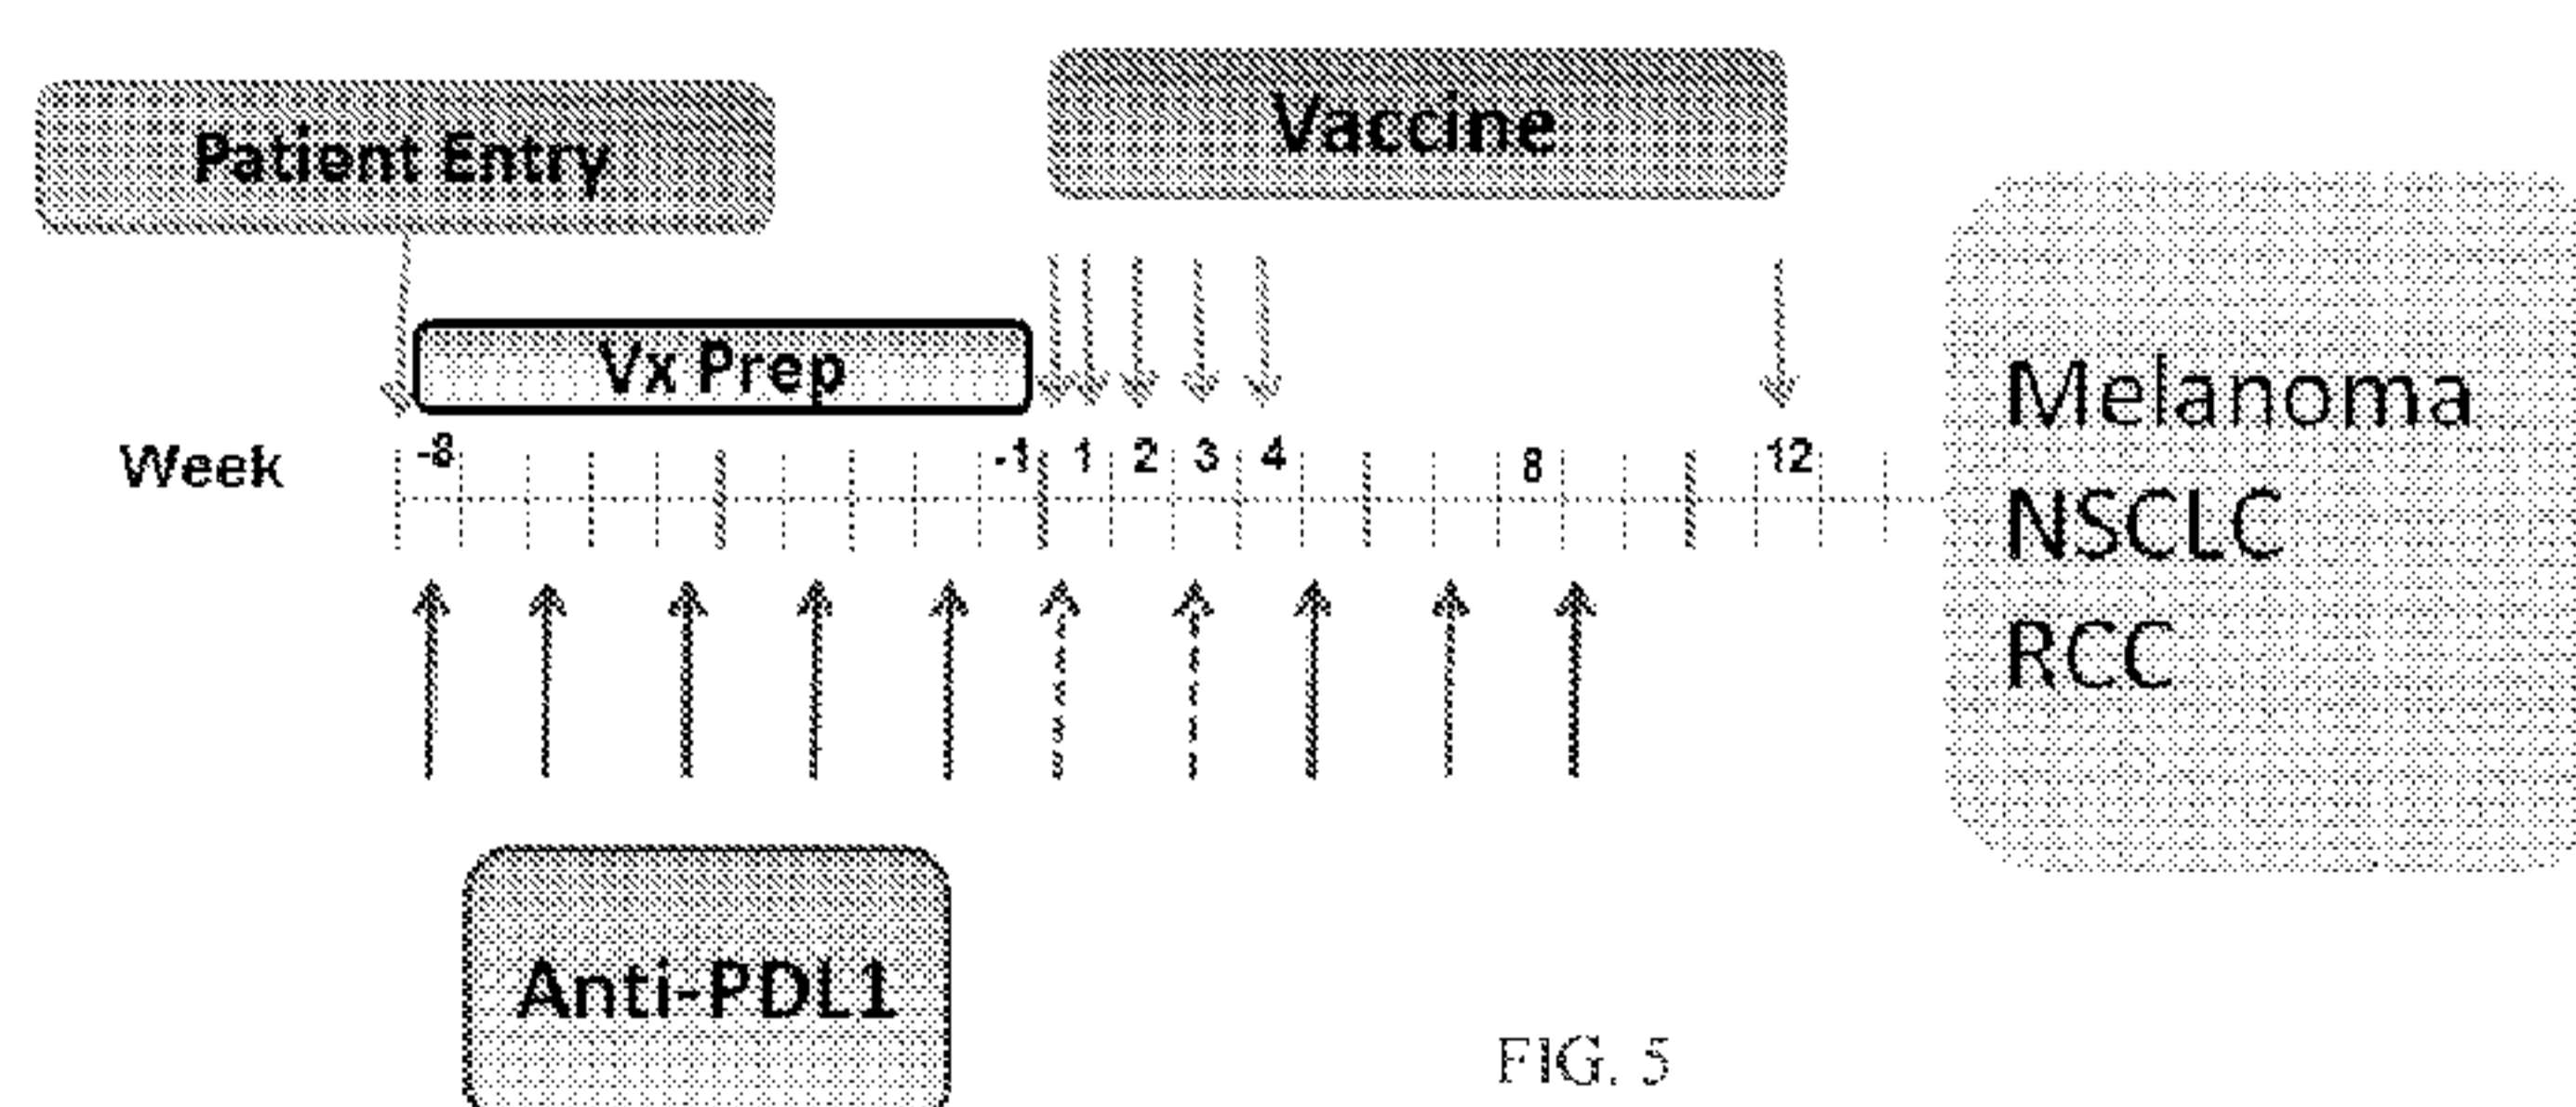 Patient Entry
Vaccine
Vx Prep
Week -8 -1 1 2 3 4 8 12
Melanoma
NSCLC
RCC
Anti-PDL1
FIG. 5